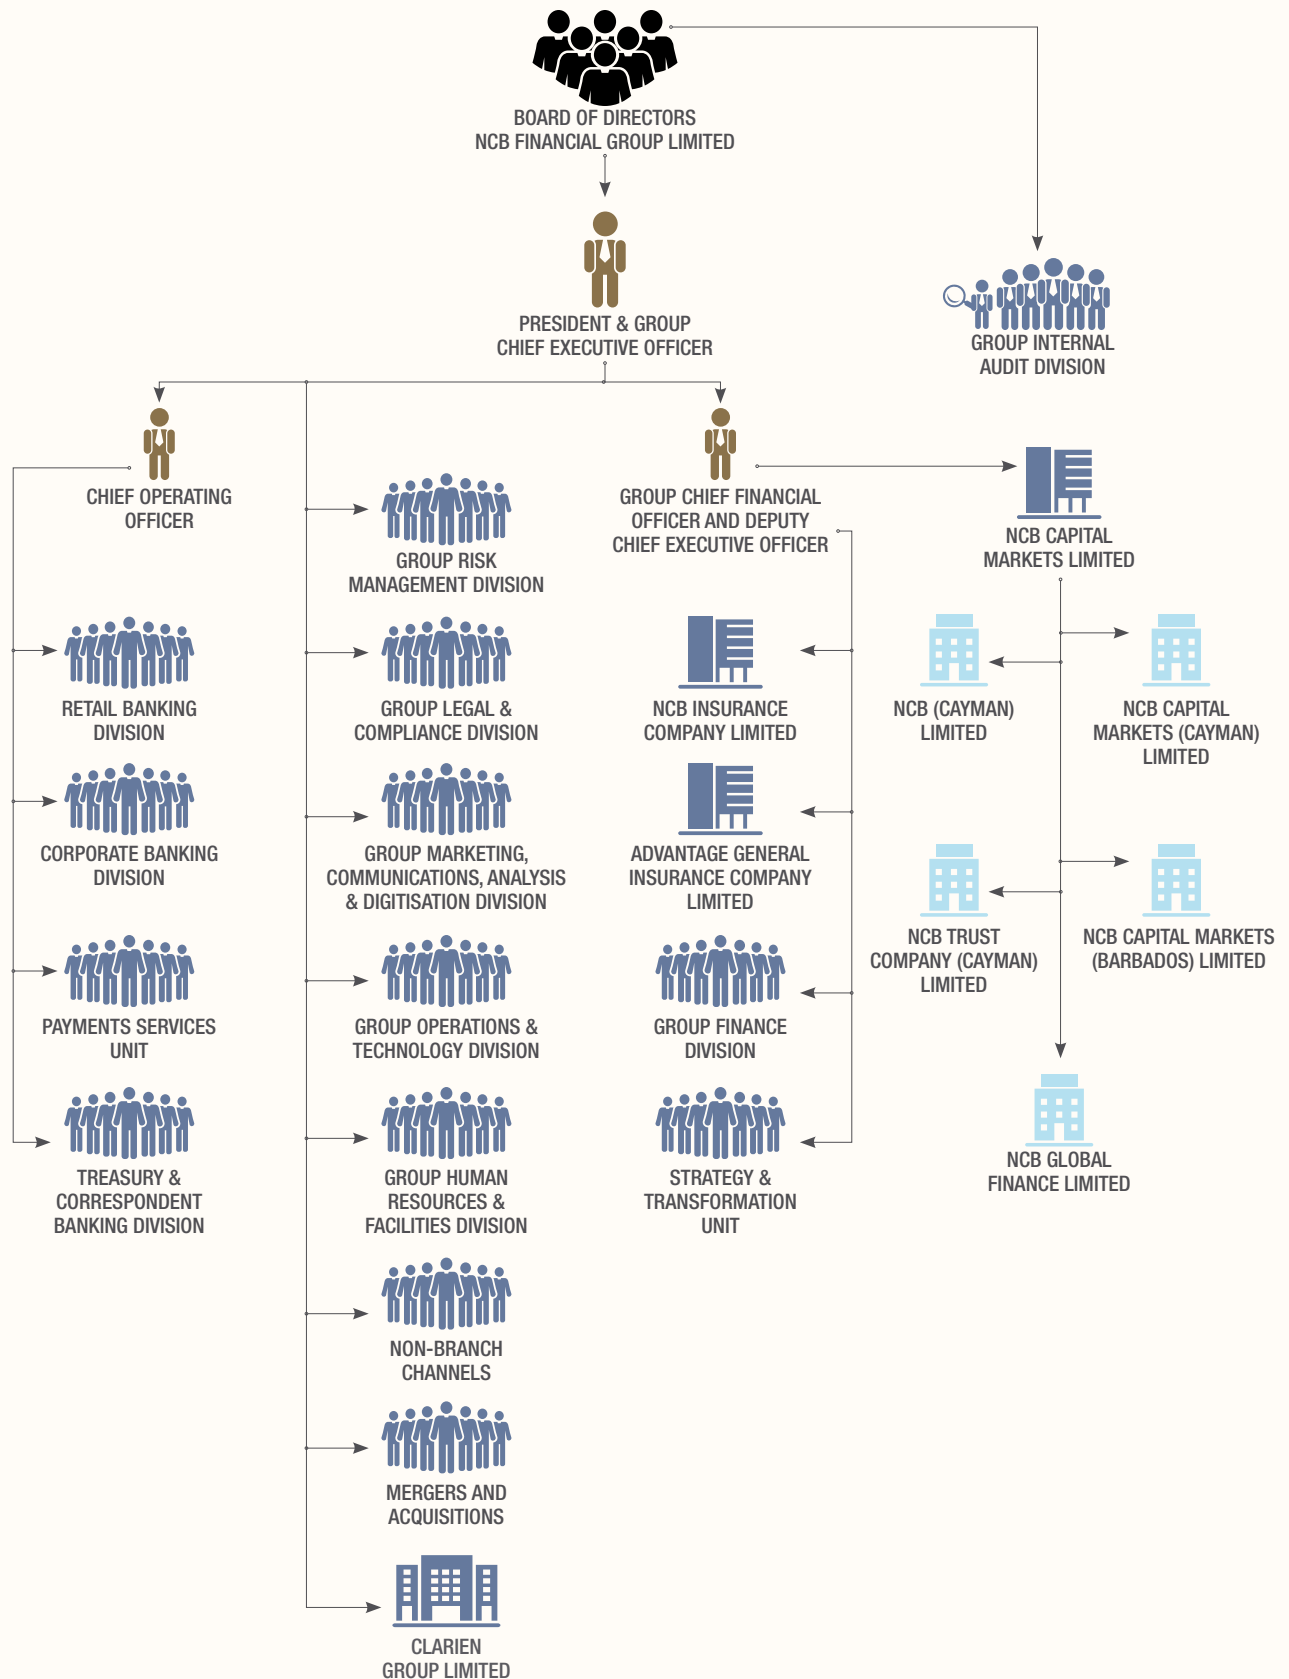 BOARD OF DIRECTORS
NCB FINANCIAL GROUP LIMITED
PRESIDENT & GROUP
CHIEF EXECUTIVE OFFICER
GROUP INTERNAL
AUDIT DIVISION
CHIEF OPERATING
OFFICER
RETAIL BANKING
DIVISION
CORPORATE BANKING
DIVISION
PAYMENTS SERVICES
UNIT
TREASURY &
CORRESPONDENT
BANKING DIVISION
GROUP RISK
MANAGEMENT DIVISION
GROUP LEGAL &
COMPLIANCE DIVISION
GROUP MARKETING,
COMMUNICATIONS, ANALYSIS
& DIGITISATION DIVISION
GROUP OPERATIONS &
TECHNOLOGY DIVISION
GROUP HUMAN
RESOURCES &
FACILITIES DIVISION
NON-BRANCH
CHANNELS
MERGERS AND
ACQUISITIONS
CLARIEN
GROUP LIMITED
GROUP CHIEF FINANCIAL
OFFICER AND DEPUTY
CHIEF EXECUTIVE OFFICER
NCB INSURANCE
COMPANY LIMITED
ADVANTAGE GENERAL
INSURANCE COMPANY
LIMITED
GROUP FINANCE
DIVISION
STRATEGY &
TRANSFORMATION
UNIT
NCB CAPITAL
MARKETS LIMITED
NCB (CAYMAN)
LIMITED
NCB CAPITAL
MARKETS (CAYMAN)
LIMITED
NCB TRUST
COMPANY (CAYMAN)
LIMITED
NCB CAPITAL MARKETS
(BARBADOS) LIMITED
NCB GLOBAL
FINANCE LIMITED